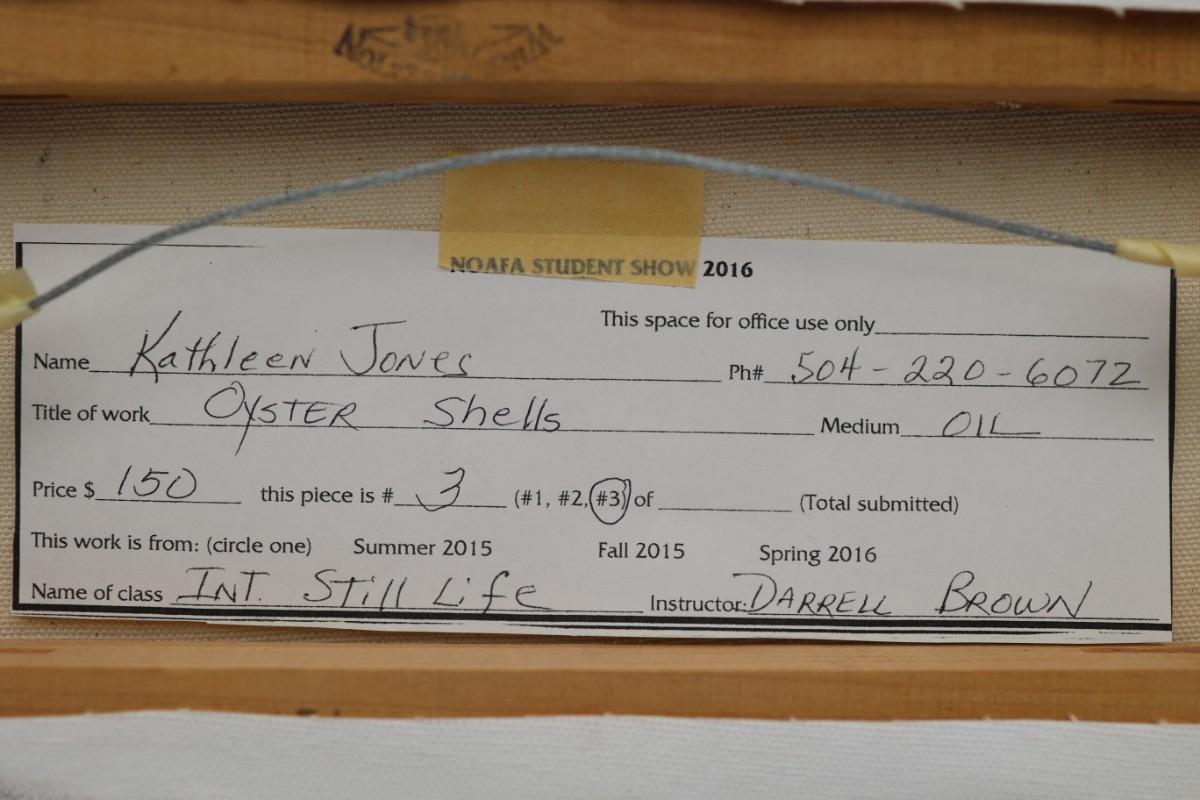 NOAFA STUDENT SHOW 2016
This space for office use only
Name Kathleen Jones Ph# 504-220-6072
Title of work Oyster Shells Medium OIL
Price $ 150 this piece is # 3 (#1, #2, #3) of (Total submitted)
This work is from: (circle one) Summer 2015 Fall 2015 Spring 2016
Name of class INT. Still Life Instructor: DARRELL BROWN